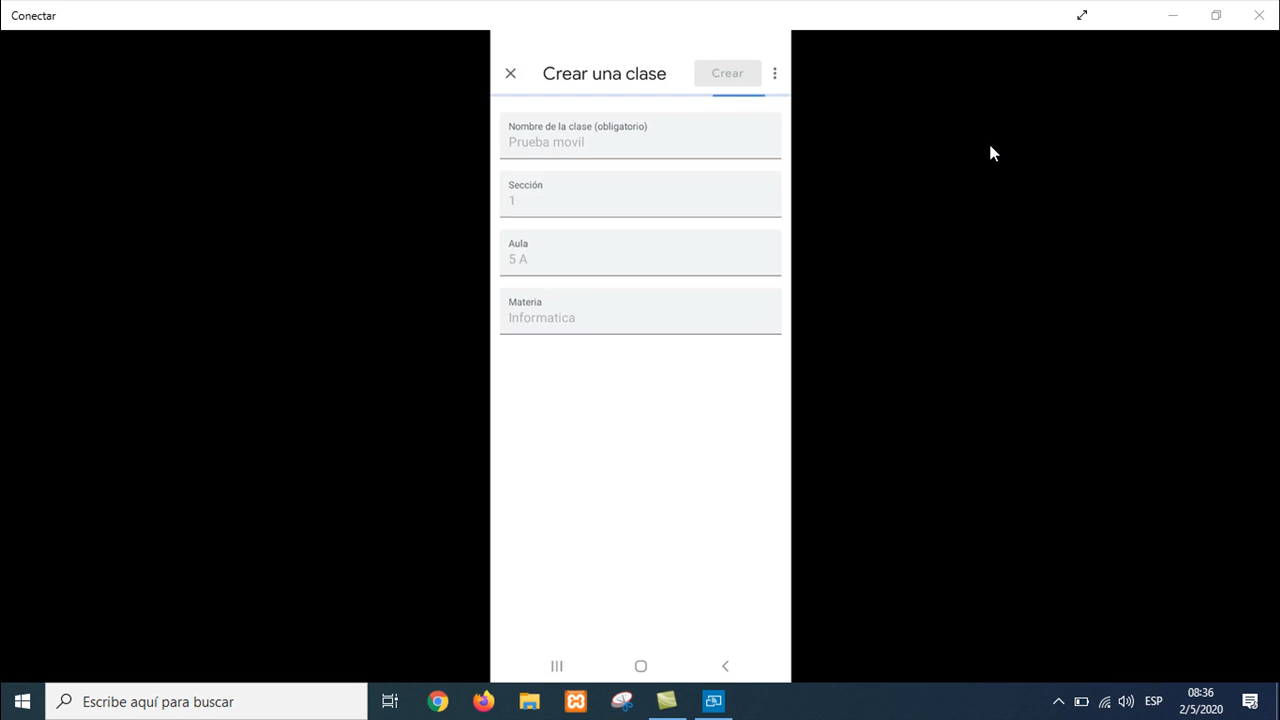 Conectar
Crear una clase
Crear
Nombre de la clase (obligatorio)
Prueba movil
Sección
1
Aula
5 A
Materia
Informatica
Escribe aquí para buscar
ESP
08:36
2/5/2020